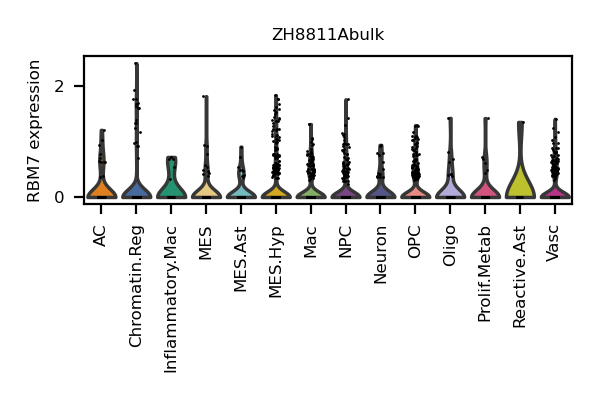 ZH8811Abulk
RBM7 expression
2
0
AC
Chromatin.Reg
Inflammatory.Mac
MES
MES.Ast
MES.Hyp
Mac
NPC
Neuron
OPC
Oligo
Prolif.Metab
Reactive.Ast
Vasc